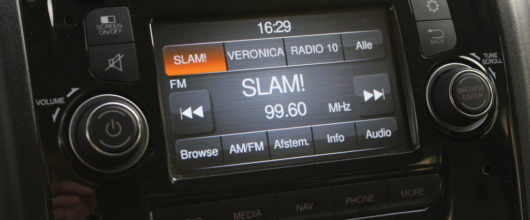 SCREEN ON/OFF
16:29
SLAM! VERONICA RADIO 10 Alle
FM
SLAM!
99.60 MHz
Browse AM/FM Afstem. Info Audio
VOLUME
TUNE SCROLL
BROWSE ENTER
MEDIA NAV PHONE MORE